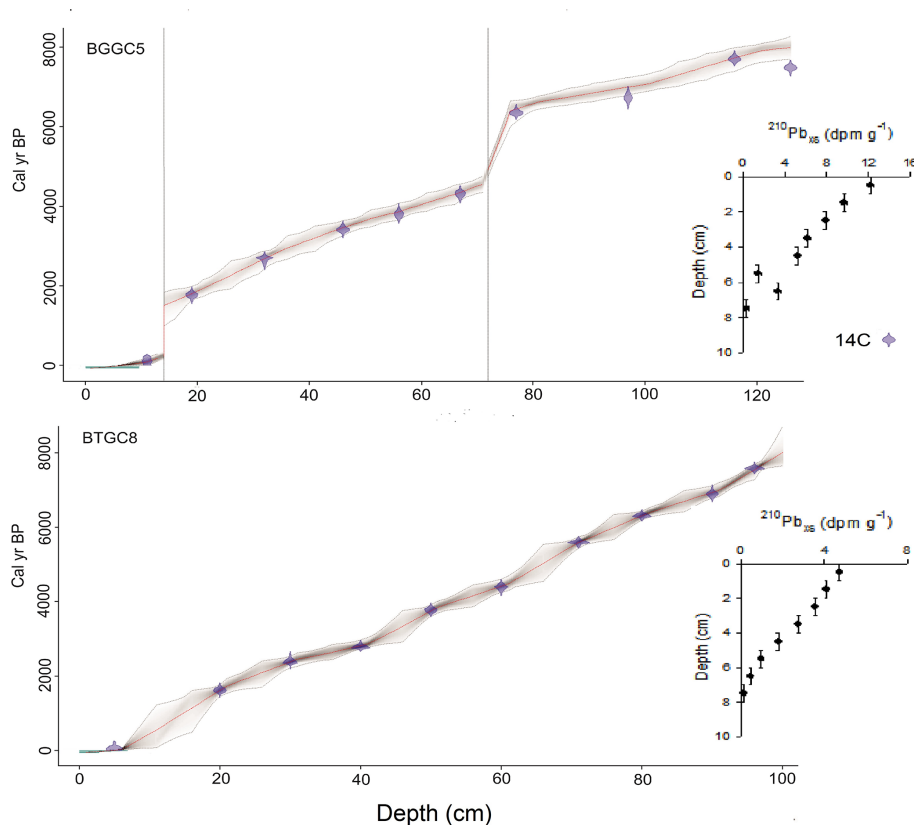 BGGC5
Cal yr BP
8000
6000
4000
2000
0
0 20 40 60 80 100 120
²¹⁰Pbxs (dpm g⁻¹)
0 4 8 12 16
Depth (cm)
0
2
4
6
8
10
14C
BTGC8
Cal yr BP
8000
6000
4000
2000
0
0 20 40 60 80 100
Depth (cm)
²¹⁰Pbxs (dpm g⁻¹)
0 4 8
Depth (cm)
0
2
4
6
8
10